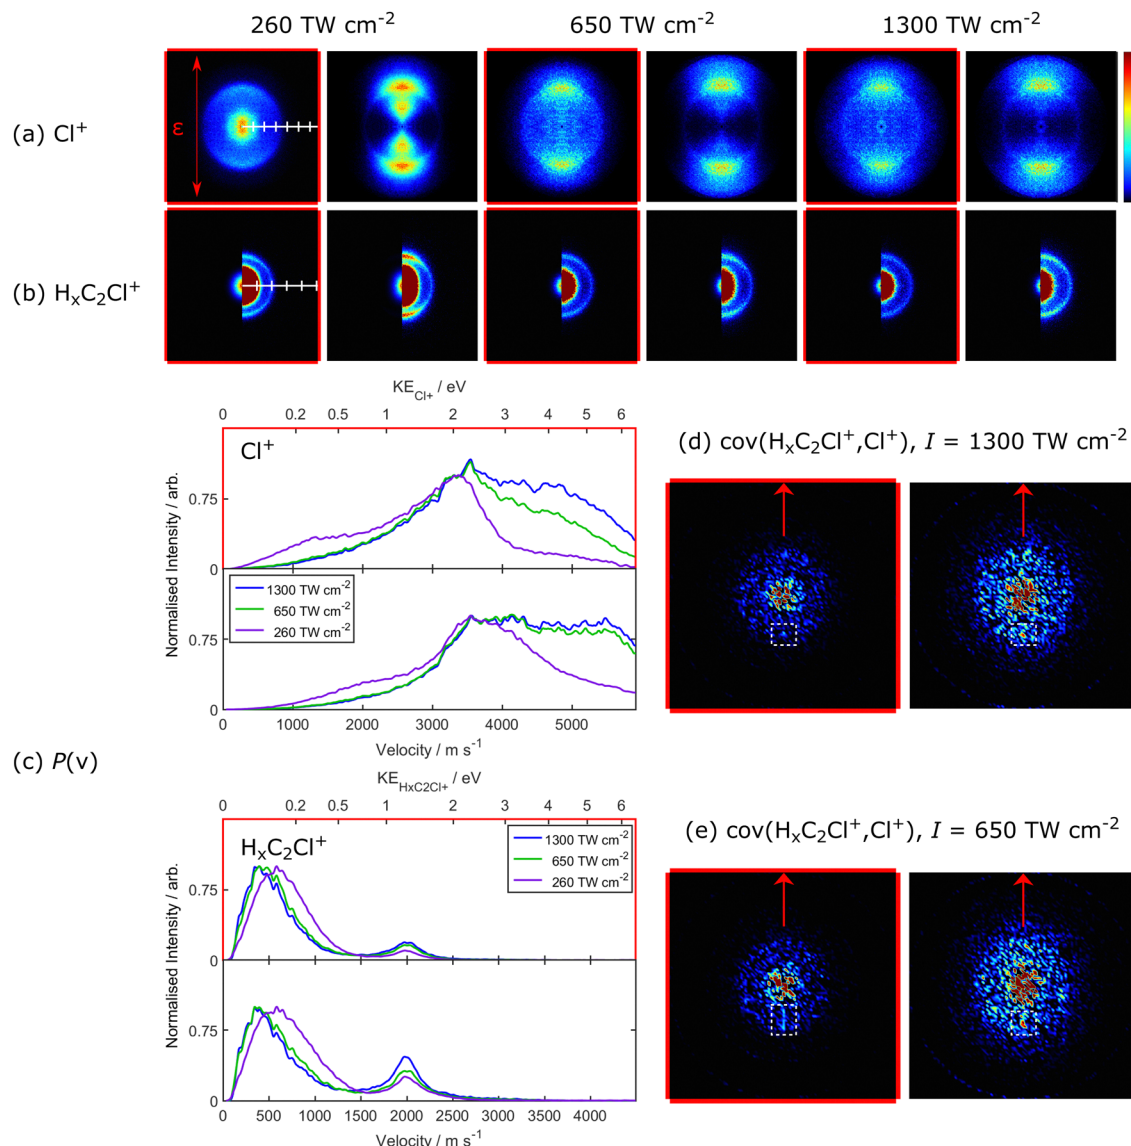 260 TW cm⁻²
650 TW cm⁻²
1300 TW cm⁻²
(a) Cl⁺
ε
(b) HₓC₂Cl⁺
KE_Cl+ / eV
0 0.2 0.5 1 2 3 4 5 6
Cl⁺
Normalised Intensity / arb.
0.75
0
1300 TW cm⁻²
650 TW cm⁻²
260 TW cm⁻²
0.75
0
0 1000 2000 3000 4000 5000
Velocity / m s⁻¹
(c) P(v)
KE_HxC2Cl+ / eV
0 0.2 0.5 1 2 3 4 5 6
HₓC₂Cl⁺
1300 TW cm⁻²
650 TW cm⁻²
260 TW cm⁻²
Normalised Intensity / arb.
0.75
0
0.75
0
0 500 1000 1500 2000 2500 3000 3500 4000
Velocity / m s⁻¹
(d) cov(HₓC₂Cl⁺,Cl⁺), I = 1300 TW cm⁻²
(e) cov(HₓC₂Cl⁺,Cl⁺), I = 650 TW cm⁻²